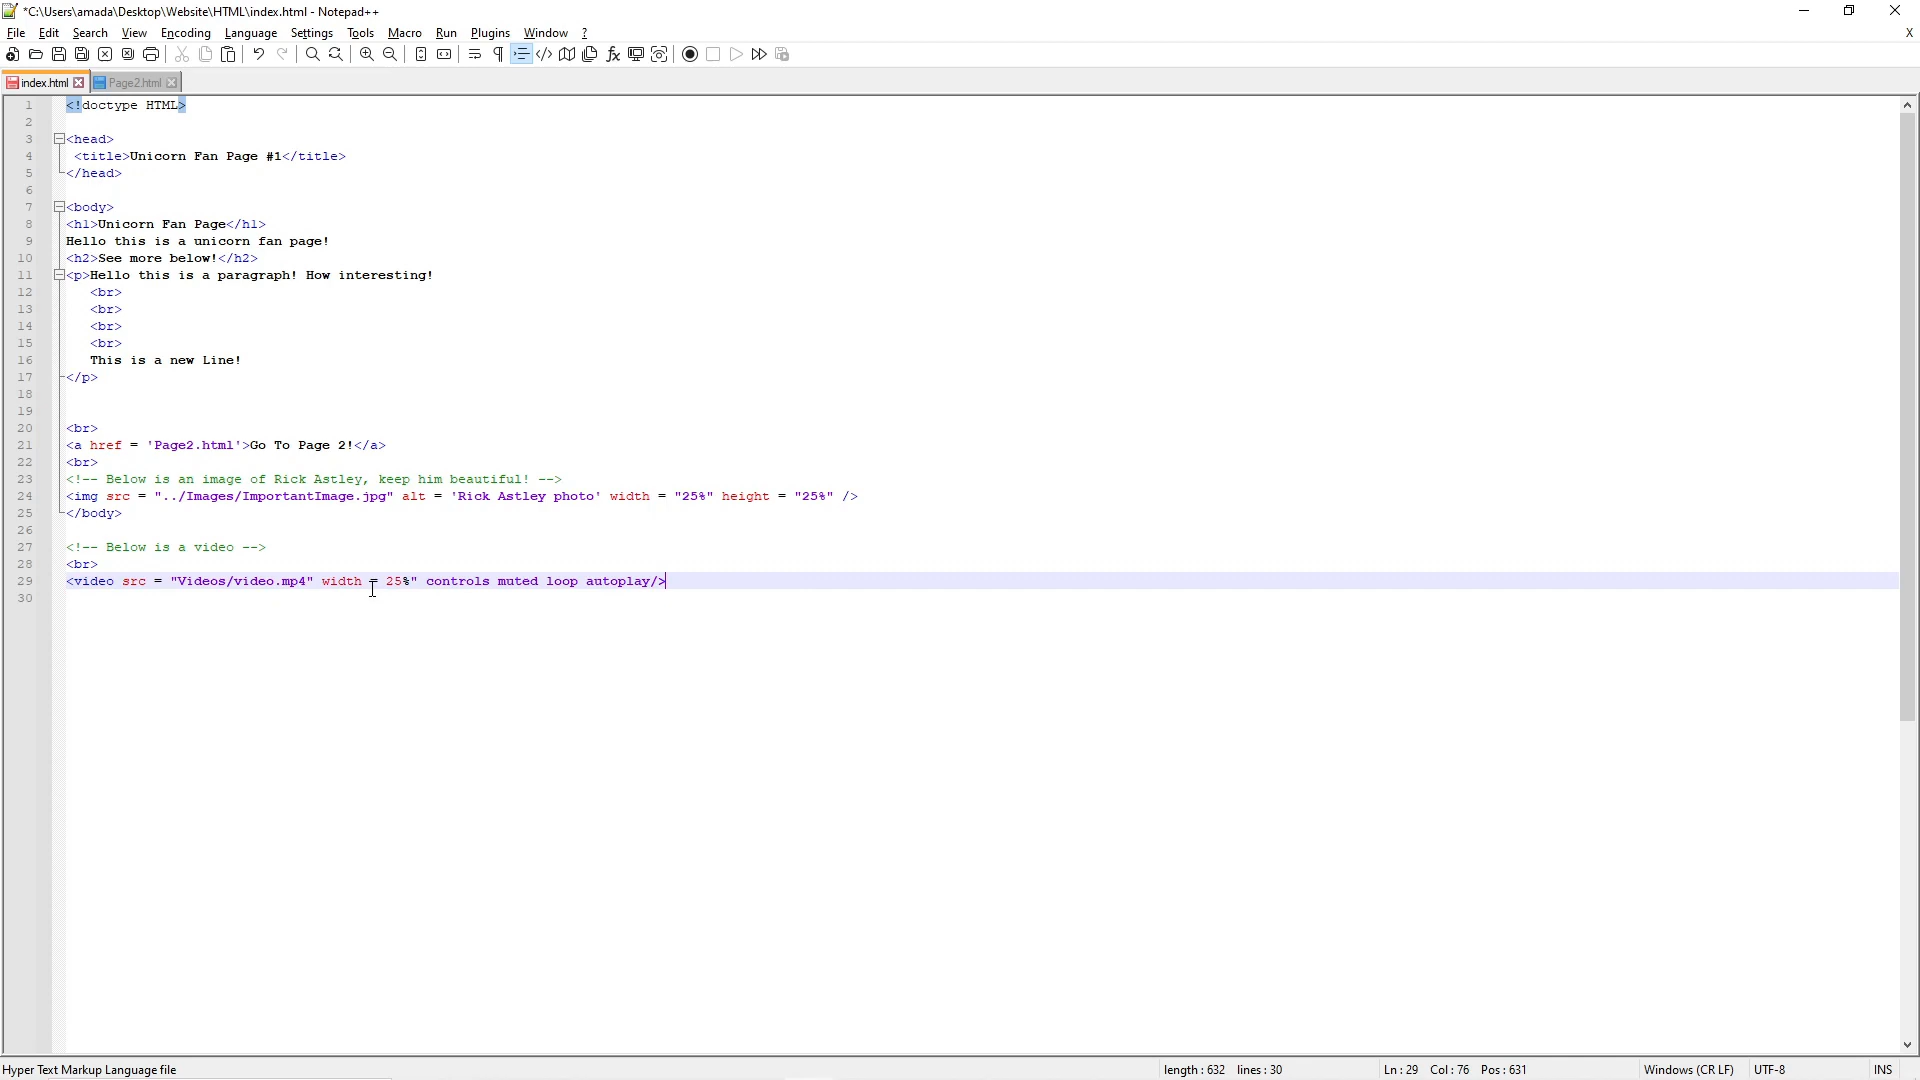 *C:\Users\amada\Desktop\Website\HTML\index.html - Notepad++
File Edit Search View Encoding Language Settings Tools Macro Run Plugins Window ? X
index.html Page2.html
1 <!doctype HTML>
2
3 <head>
4 <title>Unicorn Fan Page #1</title>
5 </head>
6
7 <body>
8 <h1>Unicorn Fan Page</h1>
9 Hello this is a unicorn fan page!
10 <h2>See more below!</h2>
11 <p>Hello this is a paragraph! How interesting!
12 <br>
13 <br>
14 <br>
15 <br>
16 This is a new Line!
17 </p>
18
19
20 <br>
21 <a href = 'Page2.html'>Go To Page 2!</a>
22 <br>
23 <!-- Below is an image of Rick Astley, keep him beautiful! -->
24 <img src = "../Images/ImportantImage.jpg" alt = 'Rick Astley photo' width = "25%" height = "25%" />
25 </body>
26
27 <!-- Below is a video -->
28 <br>
29 <video src = "Videos/video.mp4" width = 25%" controls muted loop autoplay/>
30
Hyper Text Markup Language file length : 632 lines : 30 Ln : 29 Col : 76 Pos : 631 Windows (CR LF) UTF-8 INS